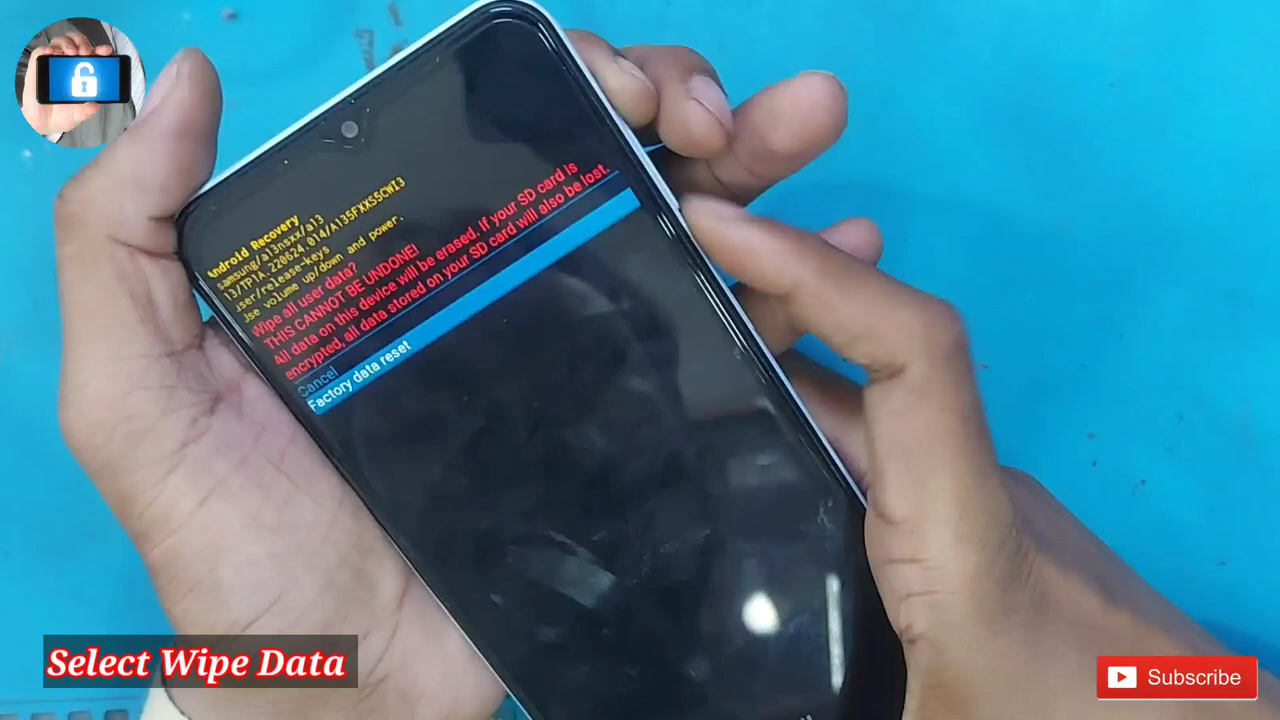 Android Recovery
samsung/a13nsxx/a13
13/TP1A.220624.014/A135FXXS5CWI3
user/release-keys
Use volume up/down and power.
Wipe all user data?
THIS CANNOT BE UNDONE!
All data on this device will be erased. If your SD card is
encrypted, all data stored on your SD card will also be lost.
Cancel
Factory data reset
Select Wipe Data
Subscribe